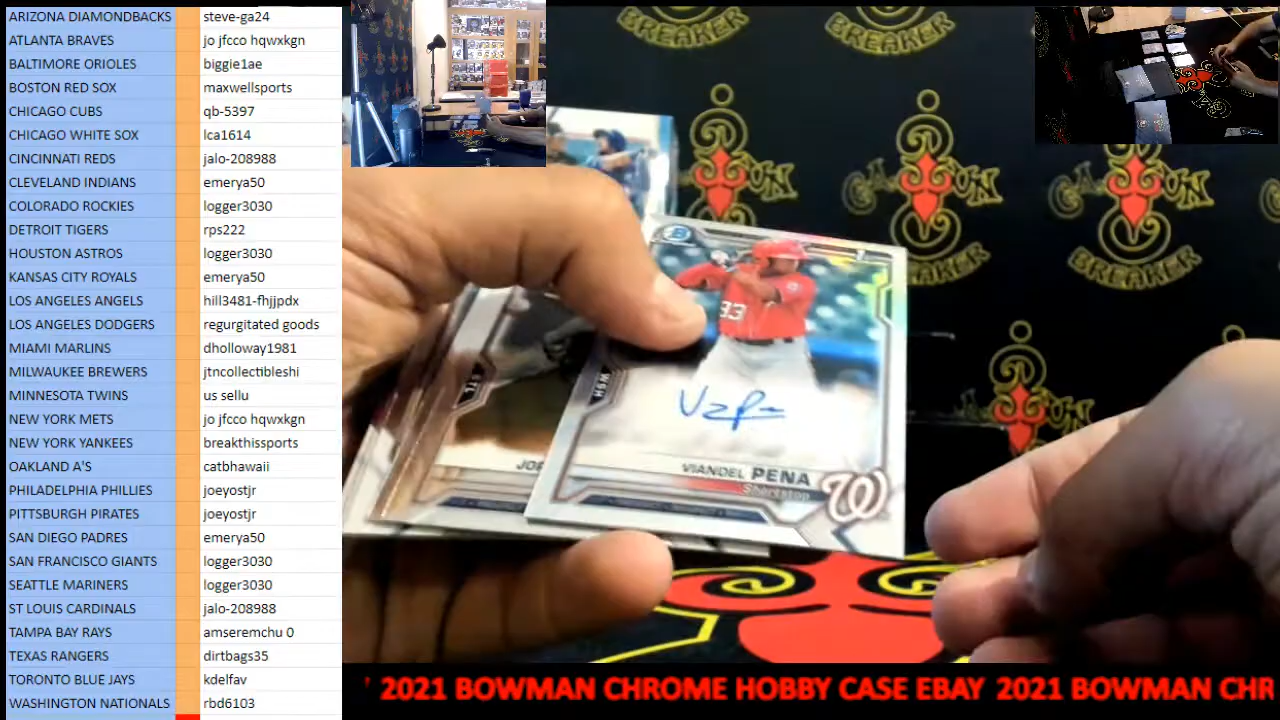 ARIZONA DIAMONDBACKS steve-ga24
ATLANTA BRAVES jo jfcco hqwxkgn
BALTIMORE ORIOLES biggie1ae
BOSTON RED SOX maxwellsports
CHICAGO CUBS qb-5397
CHICAGO WHITE SOX lca1614
CINCINNATI REDS jalo-208988
CLEVELAND INDIANS emerya50
COLORADO ROCKIES logger3030
DETROIT TIGERS rps222
HOUSTON ASTROS logger3030
KANSAS CITY ROYALS emerya50
LOS ANGELES ANGELS hill3481-fhjjpdx
LOS ANGELES DODGERS regurgitated goods
MIAMI MARLINS dholloway1981
MILWAUKEE BREWERS jtncollectibleshi
MINNESOTA TWINS us sellu
NEW YORK METS jo jfcco hqwxkgn
NEW YORK YANKEES breakthissports
OAKLAND A'S catbhawaii
PHILADELPHIA PHILLIES joeyostjr
PITTSBURGH PIRATES joeyostjr
SAN DIEGO PADRES emerya50
SAN FRANCISCO GIANTS logger3030
SEATTLE MARINERS logger3030
ST LOUIS CARDINALS jalo-208988
TAMPA BAY RAYS amseremchu 0
TEXAS RANGERS dirtbags35
TORONTO BLUE JAYS kdelfav
WASHINGTON NATIONALS rbd6103
BREAKER
BREAKER
BREAKER
CAJUN
BREAKER
BREAKER
B
33
WSH
VIANDEL PENA
Shortstop
W
' 2021 BOWMAN CHROME HOBBY CASE EBAY 2021 BOWMAN CHR